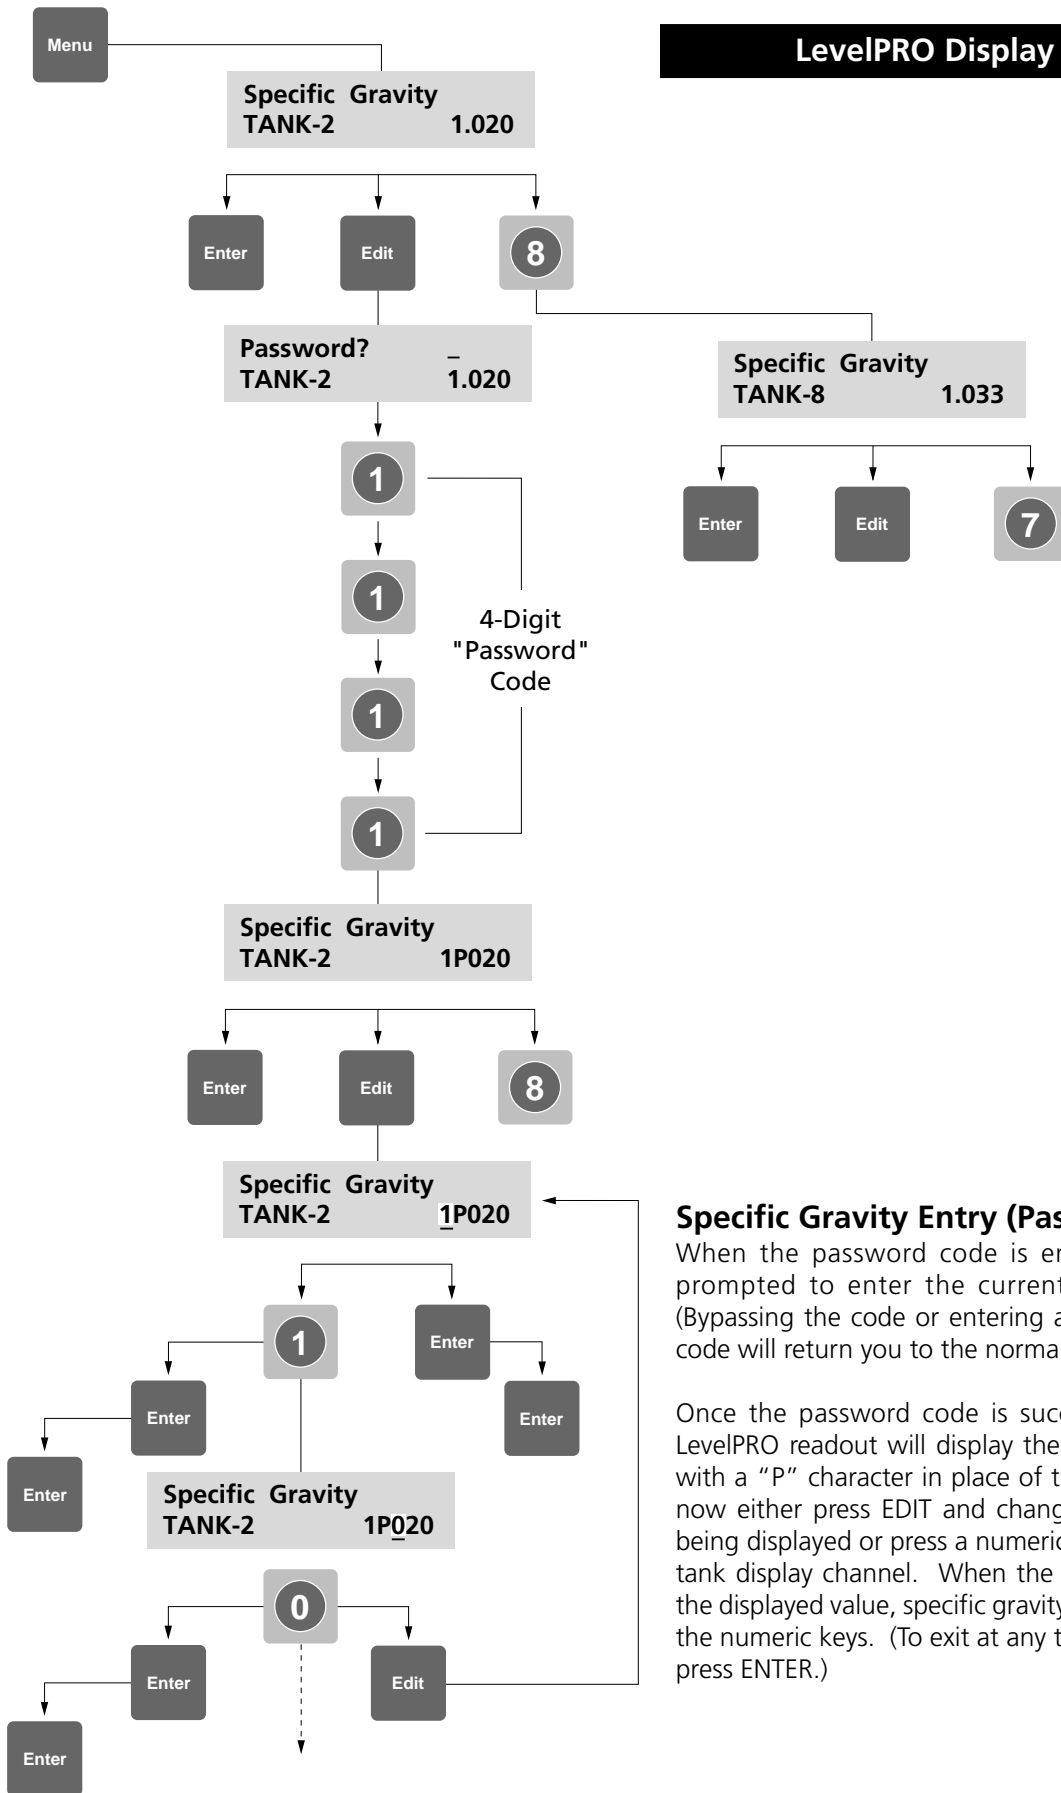 Menu
LevelPRO Display
Specific Gravity
TANK-2 1.020
Enter
Edit
8
Password? _
TANK-2 1.020
Specific Gravity
TANK-8 1.033
1
Enter
Edit
7
1
4-Digit
"Password"
Code
1
1
Specific Gravity
TANK-2 1P020
Enter
Edit
8
Specific Gravity
TANK-2 1P020
1
Enter
Enter
Enter
Enter
Specific Gravity
TANK-2 1P020
0
Enter
Edit
Enter
Specific Gravity Entry (Pas
When the password code is en
prompted to enter the current
(Bypassing the code or entering a
code will return you to the norma
Once the password code is suc
LevelPRO readout will display the
with a “P” character in place of t
now either press EDIT and chang
being displayed or press a numeric
tank display channel. When the
the displayed value, specific gravity
the numeric keys. (To exit at any t
press ENTER.)